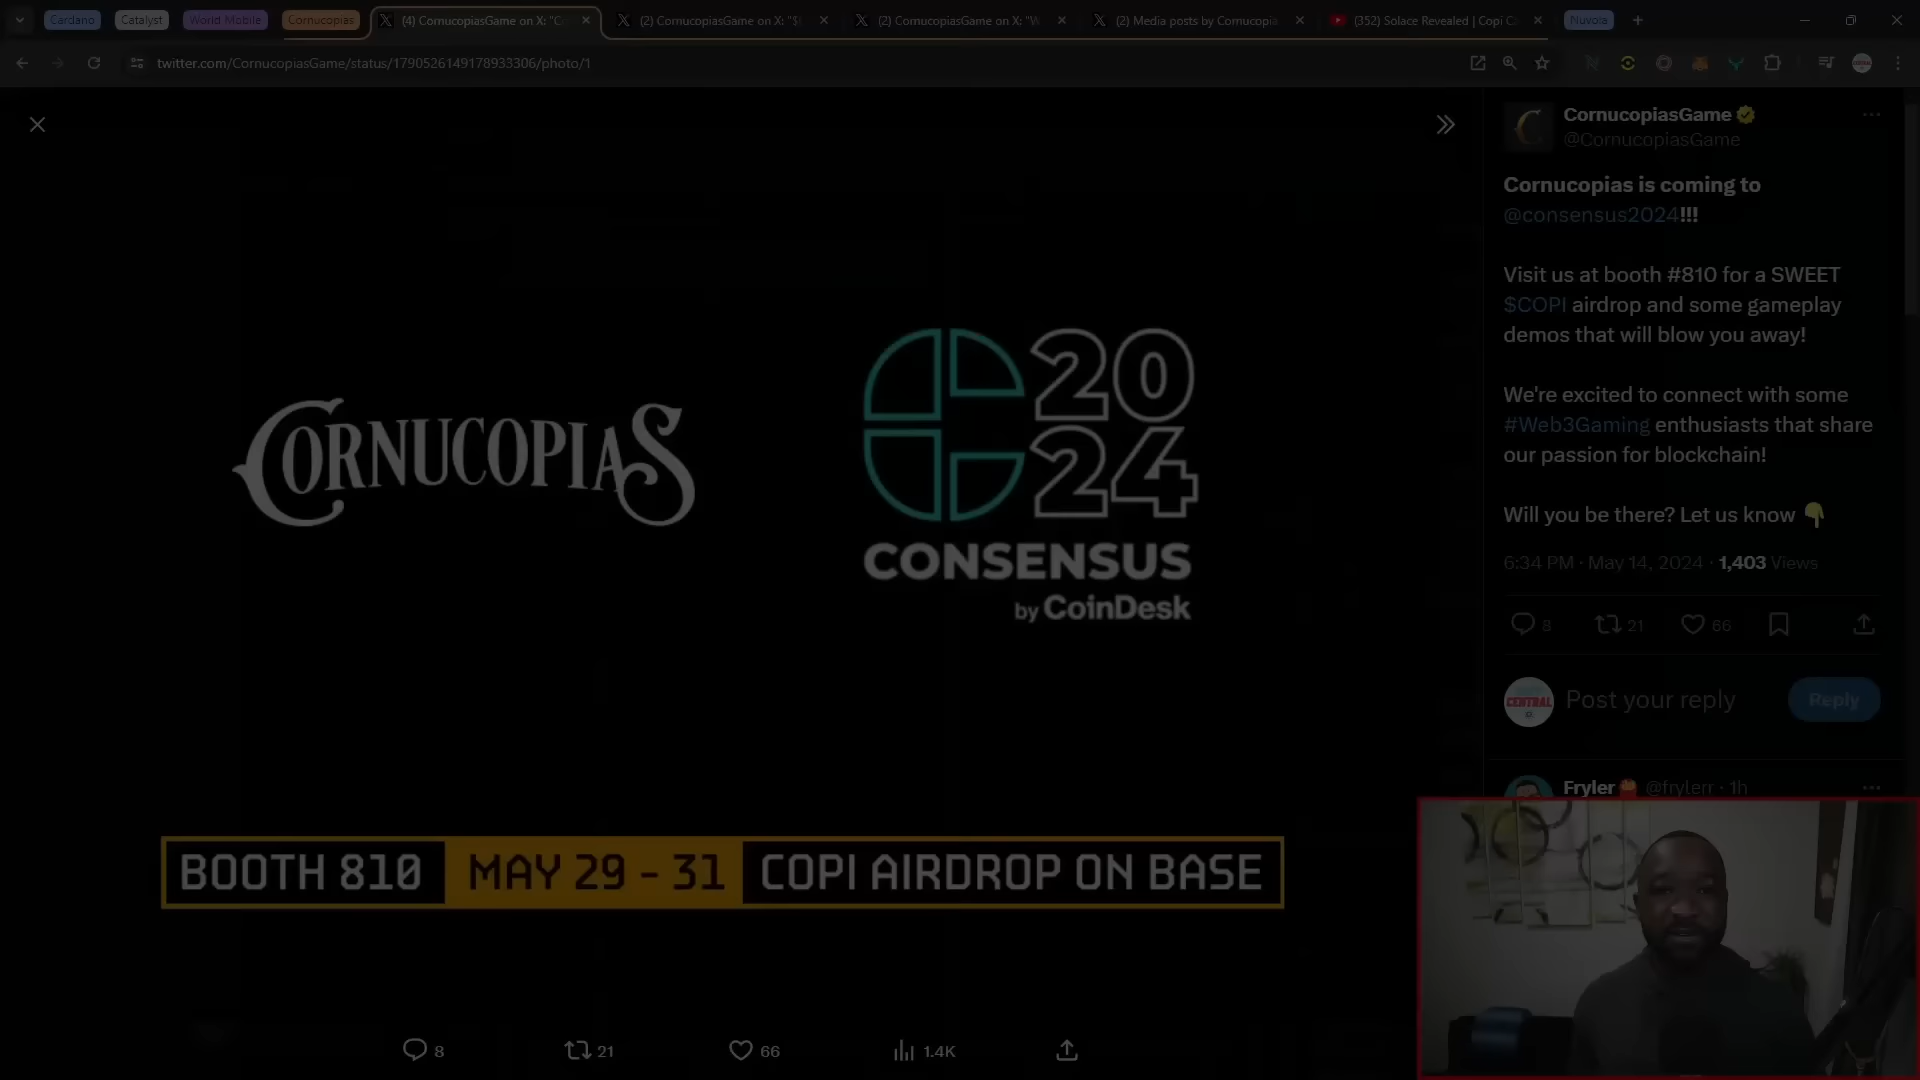 Cardano
Catalyst
World Mobile
Cornucopias
(4) CornucopiasGame on X: "C
(2) CornucopiasGame on X: "$
(2) CornucopiasGame on X: "W
(2) Media posts by Cornucopia
(352) Solace Revealed | Copi C
Nuvola
twitter.com/CornucopiasGame/status/1790526149178933306/photo/1
CORNUCOPIAS
2024
CONSENSUS
by CoinDesk
BOOTH 810 MAY 29 - 31 COPI AIRDROP ON BASE
8 21 66 1.4K
CornucopiasGame
@CornucopiasGame
Cornucopias is coming to
@consensus2024!!!
Visit us at booth #810 for a SWEET
$COPI airdrop and some gameplay
demos that will blow you away!
We're excited to connect with some
#Web3Gaming enthusiasts that share
our passion for blockchain!
Will you be there? Let us know
6:34 PM · May 14, 2024 · 1,403 Views
8 21 66
CENTRAL
Post your reply
Reply
Fryler @frylerr · 1h